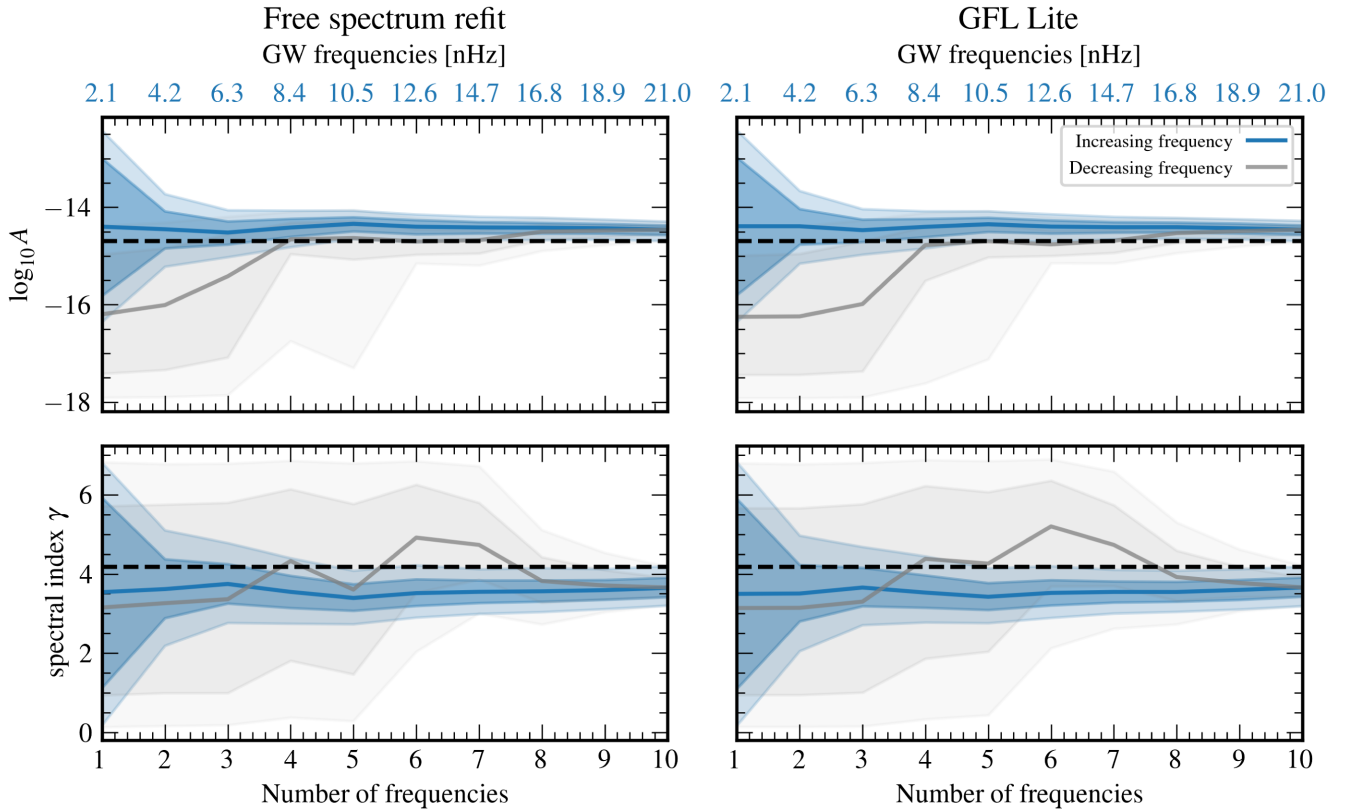 Free spectrum refit GFL Lite
GW frequencies [nHz] GW frequencies [nHz]
2.1 4.2 6.3 8.4 10.5 12.6 14.7 16.8 18.9 21.0 2.1 4.2 6.3 8.4 10.5 12.6 14.7 16.8 18.9 21.0
Increasing frequency
Decreasing frequency
log₁₀ A
−14
−16
−18
spectral index γ
6
4
2
0
1 2 3 4 5 6 7 8 9 10 1 2 3 4 5 6 7 8 9 10
Number of frequencies Number of frequencies